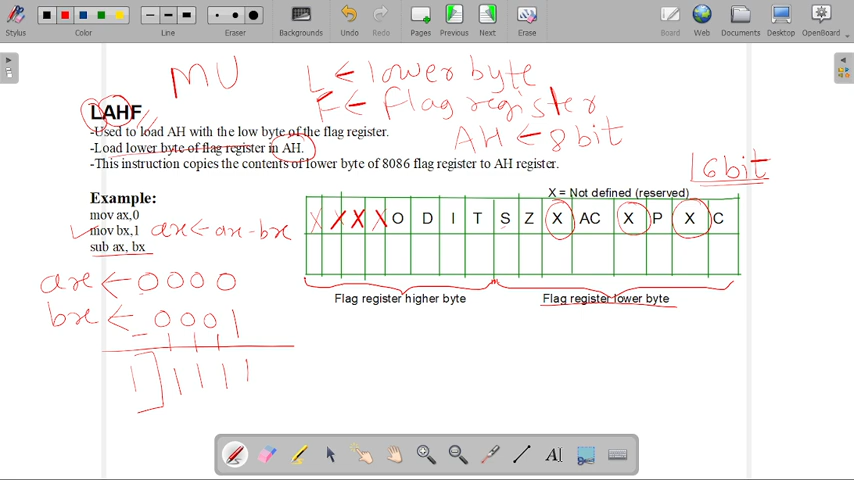 Stylus
Color
Line
Eraser
Backgrounds
Undo
Redo
Pages
Previous
Next
Erase
Board
Web
Documents
Desktop
OpenBoard
MU
L ← lower byte
F ← Flag register
AH ← 8 bit
LAHF
-Used to load AH with the low byte of the flag register.
-Load lower byte of flag register in AH.
-This instruction copies the contents of lower byte of 8086 flag register to AH register.
16 bit
Example:
mov ax,0
mov bx,1
sub ax, bx
ax ← ax - bx
X = Not defined (reserved)
X X X X O D I T S Z X AC X P X C
Flag register higher byte
Flag register lower byte
ax ← 0000
bx ← 0001
1] 1111